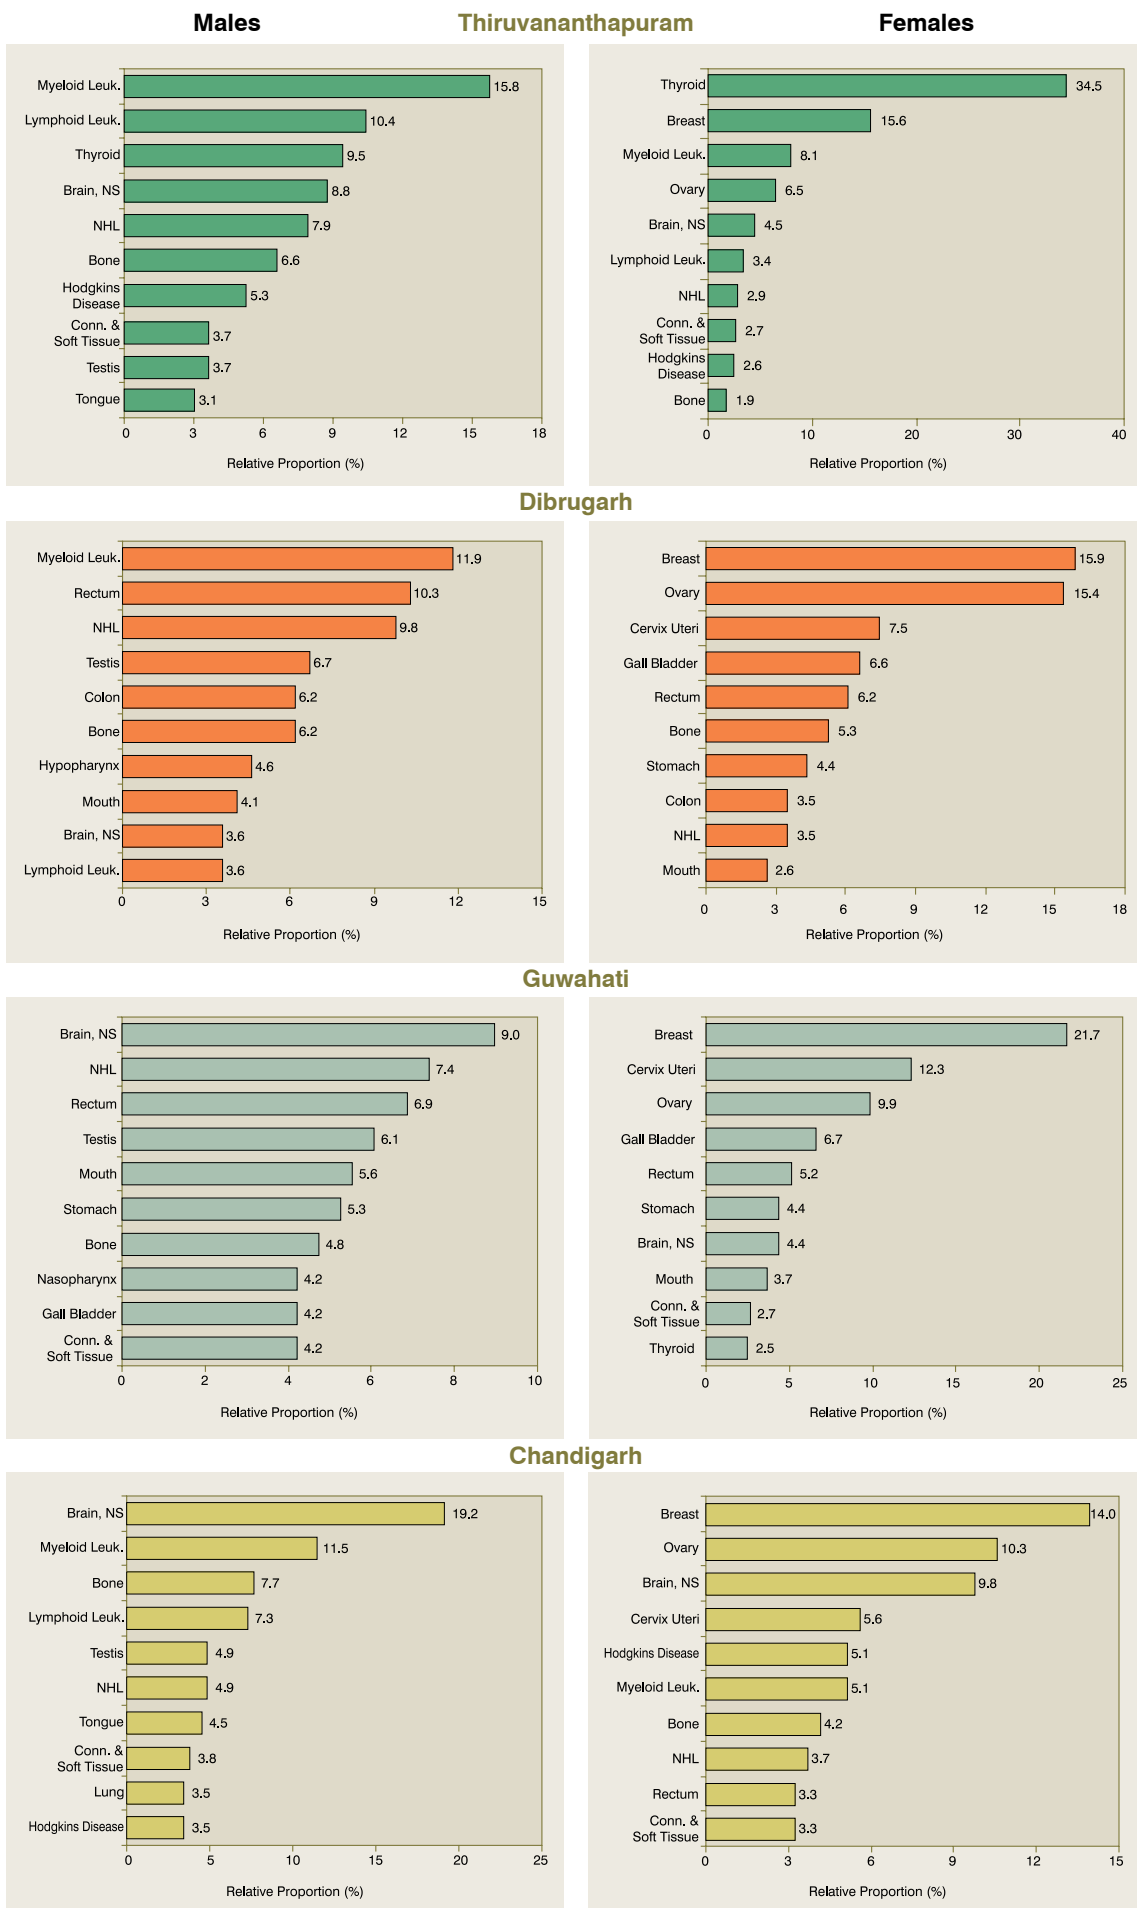 Males Thiruvananthapuram Females
Myeloid Leuk. 15.8
Lymphoid Leuk. 10.4
Thyroid 9.5
Brain, NS 8.8
NHL 7.9
Bone 6.6
Hodgkins
Disease 5.3
Conn. &
Soft Tissue 3.7
Testis 3.7
Tongue 3.1
0 3 6 9 12 15 18
Relative Proportion (%)
Thyroid 34.5
Breast 15.6
Myeloid Leuk. 8.1
Ovary 6.5
Brain, NS 4.5
Lymphoid Leuk. 3.4
NHL 2.9
Conn. &
Soft Tissue 2.7
Hodgkins
Disease 2.6
Bone 1.9
0 10 20 30 40
Relative Proportion (%)
Dibrugarh
Myeloid Leuk. 11.9
Rectum 10.3
NHL 9.8
Testis 6.7
Colon 6.2
Bone 6.2
Hypopharynx 4.6
Mouth 4.1
Brain, NS 3.6
Lymphoid Leuk. 3.6
0 3 6 9 12 15
Relative Proportion (%)
Breast 15.9
Ovary 15.4
Cervix Uteri 7.5
Gall Bladder 6.6
Rectum 6.2
Bone 5.3
Stomach 4.4
Colon 3.5
NHL 3.5
Mouth 2.6
0 3 6 9 12 15 18
Relative Proportion (%)
Guwahati
Brain, NS 9.0
NHL 7.4
Rectum 6.9
Testis 6.1
Mouth 5.6
Stomach 5.3
Bone 4.8
Nasopharynx 4.2
Gall Bladder 4.2
Conn. &
Soft Tissue 4.2
0 2 4 6 8 10
Relative Proportion (%)
Breast 21.7
Cervix Uteri 12.3
Ovary 9.9
Gall Bladder 6.7
Rectum 5.2
Stomach 4.4
Brain, NS 4.4
Mouth 3.7
Conn. &
Soft Tissue 2.7
Thyroid 2.5
0 5 10 15 20 25
Relative Proportion (%)
Chandigarh
Brain, NS 19.2
Myeloid Leuk. 11.5
Bone 7.7
Lymphoid Leuk. 7.3
Testis 4.9
NHL 4.9
Tongue 4.5
Conn. &
Soft Tissue 3.8
Lung 3.5
Hodgkins Disease 3.5
0 5 10 15 20 25
Relative Proportion (%)
Breast 14.0
Ovary 10.3
Brain, NS 9.8
Cervix Uteri 5.6
Hodgkins Disease 5.1
Myeloid Leuk. 5.1
Bone 4.2
NHL 3.7
Rectum 3.3
Conn. &
Soft Tissue 3.3
0 3 6 9 12 15
Relative Proportion (%)